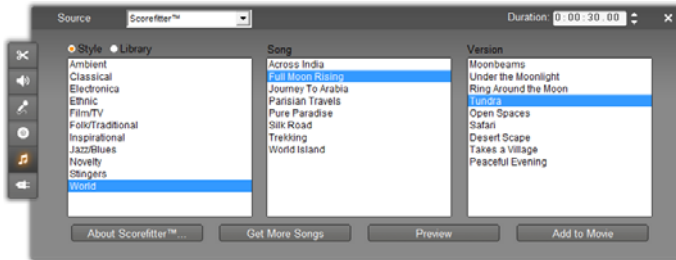 Source Scorefitter™ Duration: 0:00:30.00
Style Library
Ambient
Classical
Electronica
Ethnic
Film/TV
Folk/Traditional
Inspirational
Jazz/Blues
Novelty
Stingers
World
Song
Across India
Full Moon Rising
Journey To Arabia
Parisian Travels
Pure Paradise
Silk Road
Trekking
World Island
Version
Moonbeams
Under the Moonlight
Ring Around the Moon
Tundra
Open Spaces
Safari
Desert Scape
Takes a Village
Peaceful Evening
About Scorefitter™... Get More Songs Preview Add to Movie